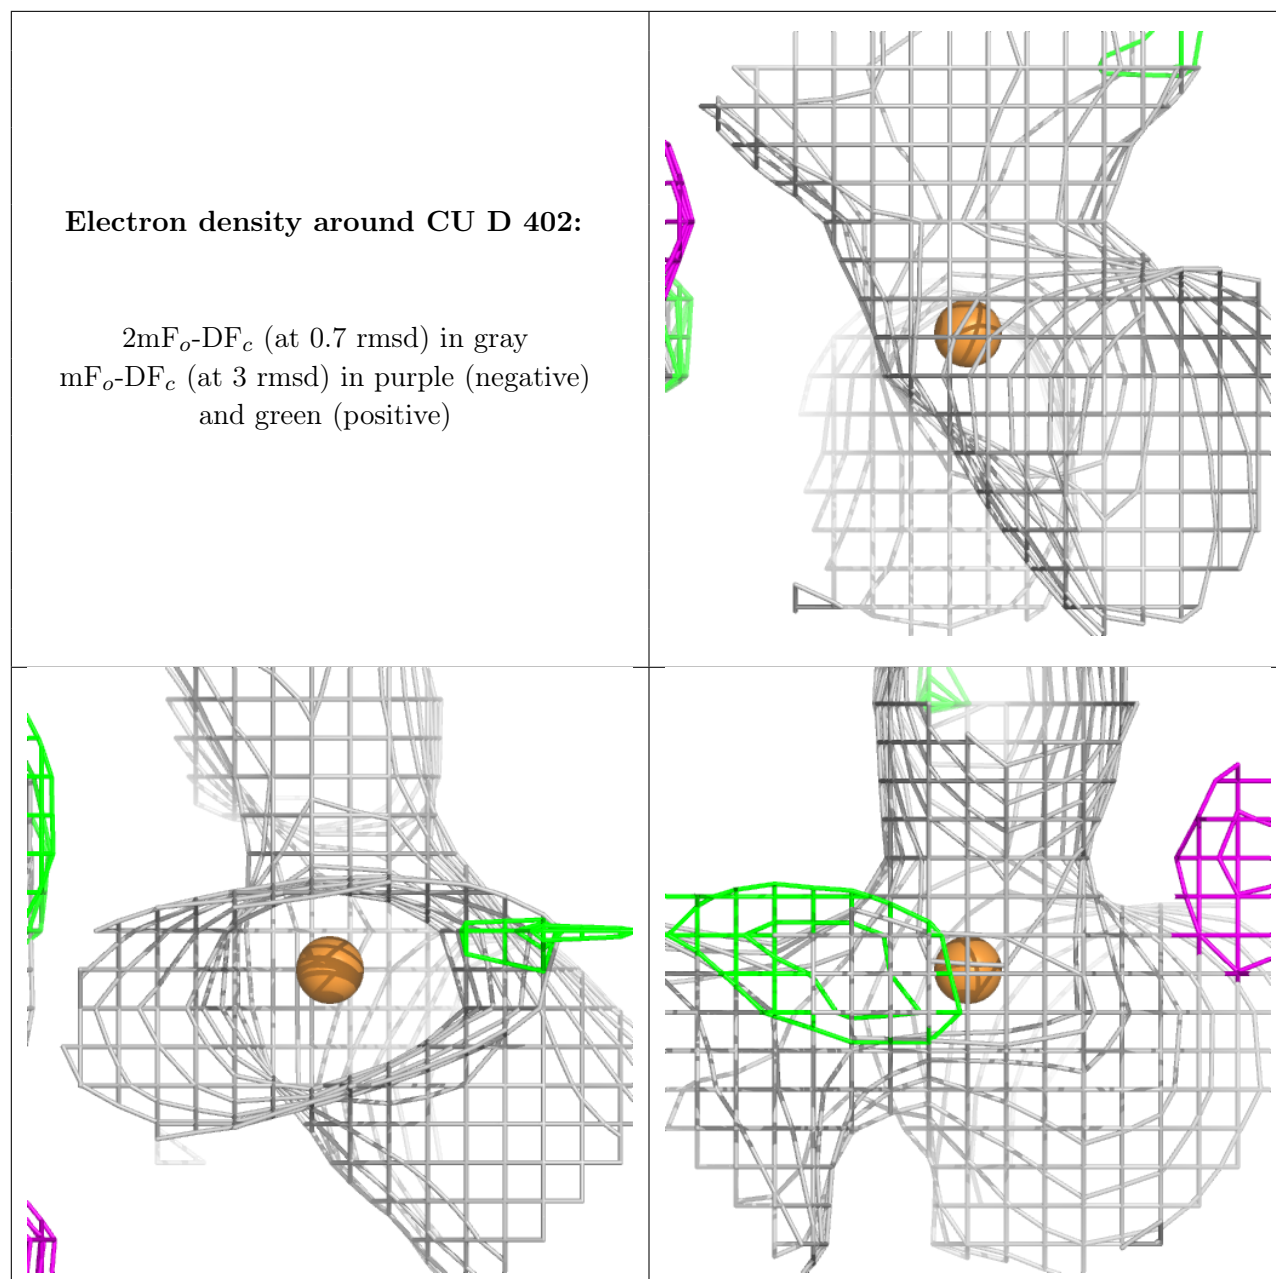 Electron density around CU D 402:
2mFₒ-DF𝒸 (at 0.7 rmsd) in gray
mFₒ-DF𝒸 (at 3 rmsd) in purple (negative)
and green (positive)